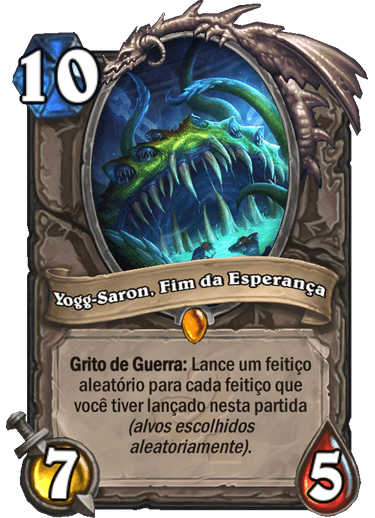 10
Yogg-Saron, Fim da Esperança
Grito de Guerra: Lance um feitiço
aleatório para cada feitiço que
você tiver lançado nesta partida
(alvos escolhidos
aleatoriamente).
7
5